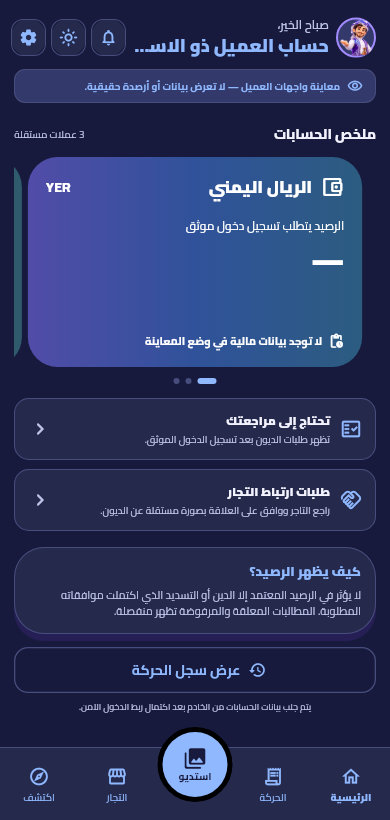 صباح الخير،
حساب العميل ذو الاسـ...
معاينة واجهات العميل — لا تعرض بيانات أو أرصدة حقيقية.
ملخص الحسابات
3 عملات مستقلة
الريال اليمني
YER
الرصيد يتطلب تسجيل دخول موثق
—
لا توجد بيانات مالية في وضع المعاينة
تحتاج إلى مراجعتك
تظهر طلبات الديون بعد تسجيل الدخول الموثق.
طلبات ارتباط التجار
راجع التاجر ووافق على العلاقة بصورة مستقلة عن الديون.
كيف يظهر الرصيد؟
لا يؤثر في الرصيد المعتمد إلا الدين أو التسديد الذي اكتملت موافقاته
المطلوبة. المطالبات المعلقة والمرفوضة تظهر منفصلة.
عرض سجل الحركة
يتم جلب بيانات الحسابات من الخادم بعد اكتمال ربط الدخول الآمن.
الرئيسية
الحركة
استديو
التجار
اكتشف